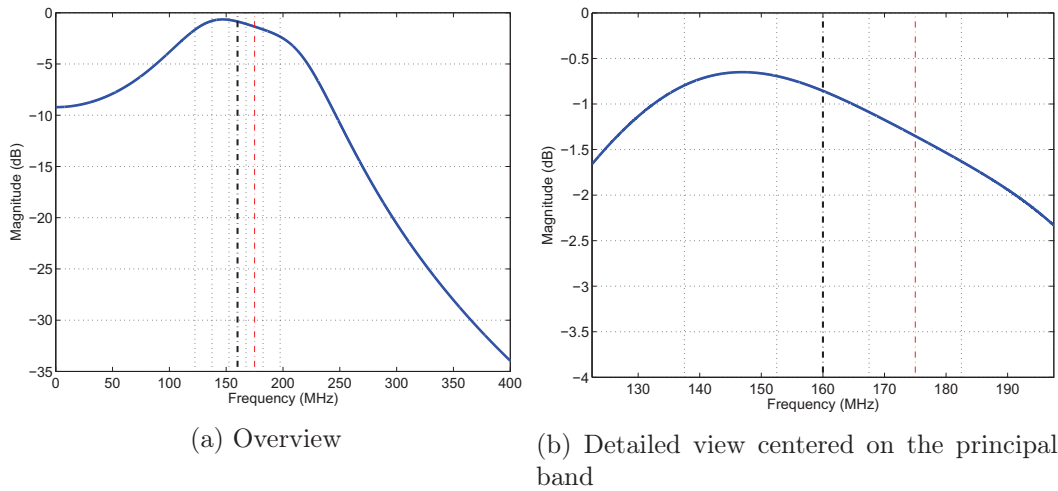 0
−5
−10
−15
−20
−25
−30
−35
Magnitude (dB)
0 50 100 150 200 250 300 350 400
Frequency (MHz)
(a) Overview
0
−0.5
−1
−1.5
−2
−2.5
−3
−3.5
−4
Magnitude (dB)
130 140 150 160 170 180 190
Frequency (MHz)
(b) Detailed view centered on the principal
band